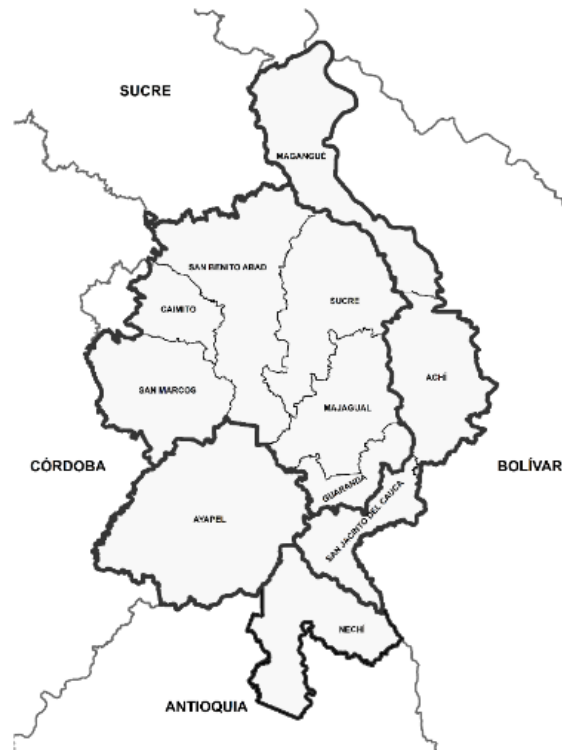 SUCRE
MAGANGUÉ
SAN BENITO ABAD
SUCRE
CAIMITO
SAN MARCOS
ACHÍ
MAJAGUAL
CÓRDOBA
BOLÍVAR
GUARANDA
AYAPEL
SAN JACINTO DEL CAUCA
NECHÍ
ANTIOQUIA